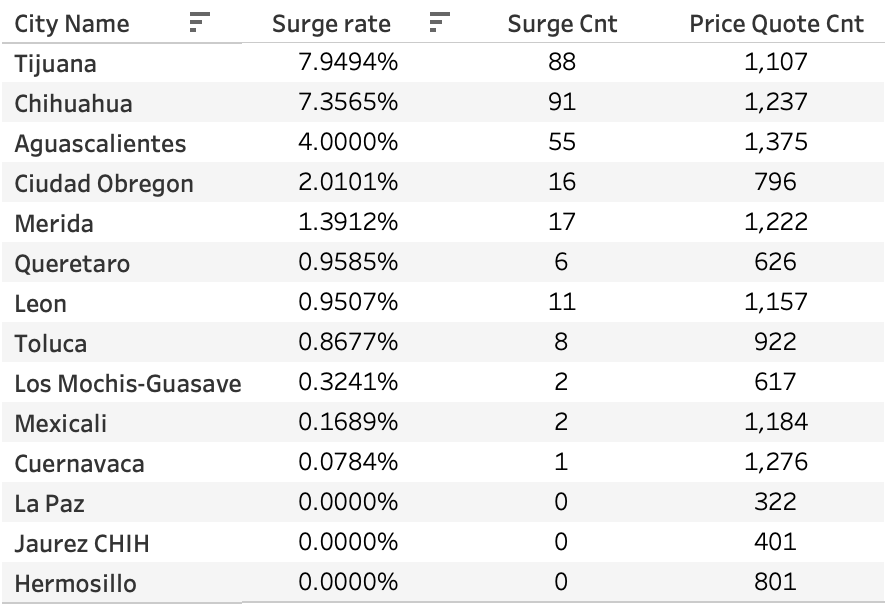 City Name Surge rate Surge Cnt Price Quote Cnt
Tijuana 7.9494% 88 1,107
Chihuahua 7.3565% 91 1,237
Aguascalientes 4.0000% 55 1,375
Ciudad Obregon 2.0101% 16 796
Merida 1.3912% 17 1,222
Queretaro 0.9585% 6 626
Leon 0.9507% 11 1,157
Toluca 0.8677% 8 922
Los Mochis-Guasave 0.3241% 2 617
Mexicali 0.1689% 2 1,184
Cuernavaca 0.0784% 1 1,276
La Paz 0.0000% 0 322
Jaurez CHIH 0.0000% 0 401
Hermosillo 0.0000% 0 801